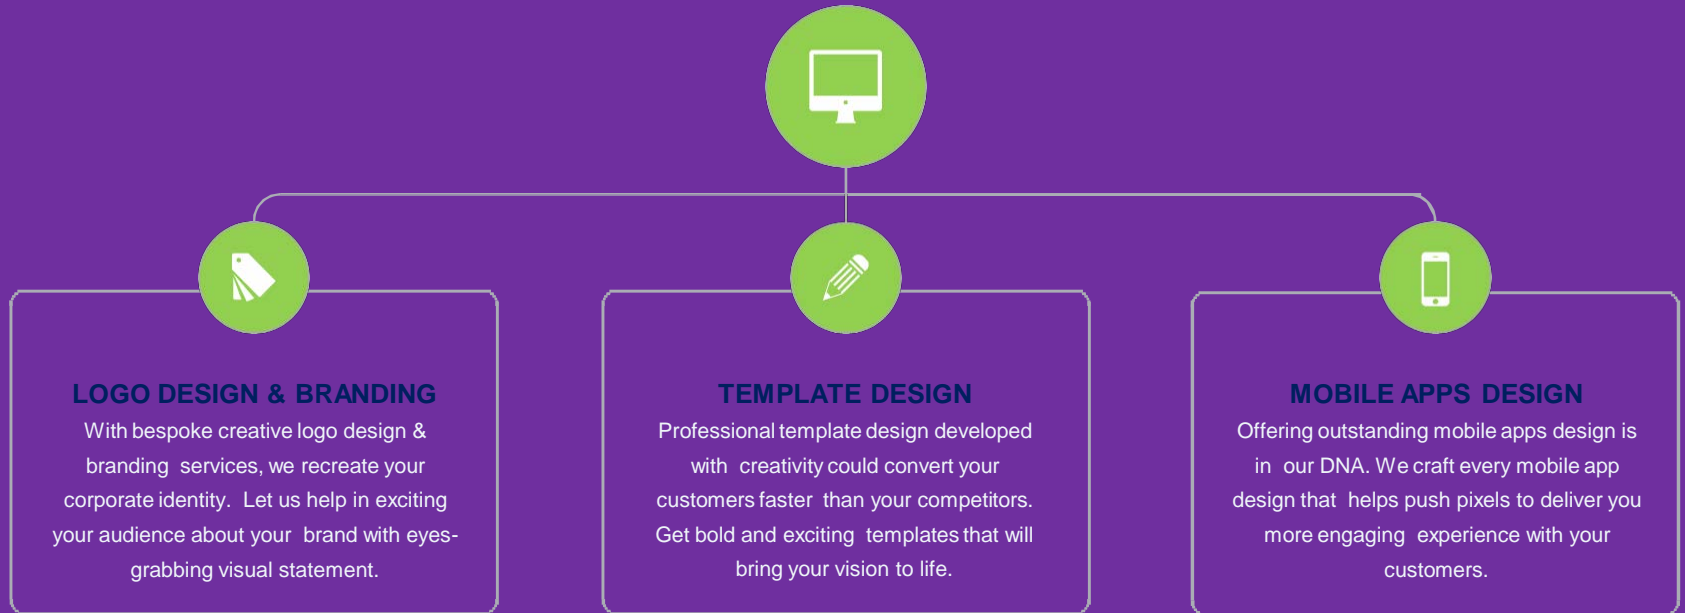 LOGO DESIGN & BRANDING
With bespoke creative logo design &
branding services, we recreate your
corporate identity. Let us help in exciting
your audience about your brand with eyes-
grabbing visual statement.
TEMPLATE DESIGN
Professional template design developed
with creativity could convert your
customers faster than your competitors.
Get bold and exciting templates that will
bring your vision to life.
MOBILE APPS DESIGN
Offering outstanding mobile apps design is
in our DNA. We craft every mobile app
design that helps push pixels to deliver you
more engaging experience with your
customers.